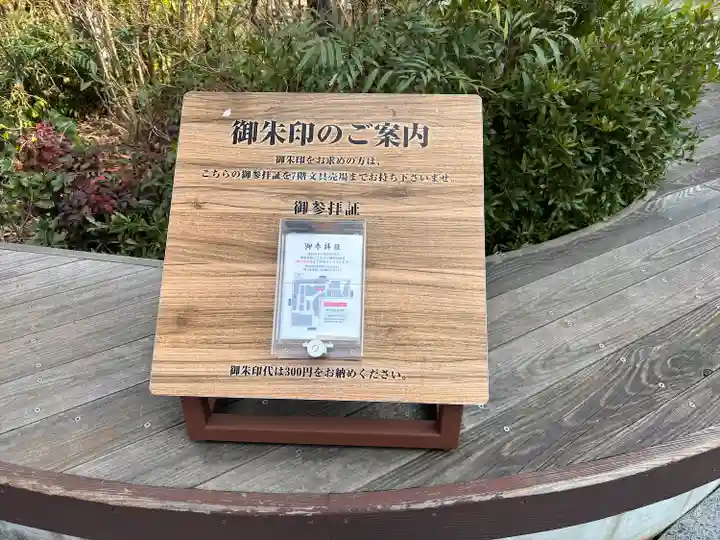 御朱印のご案内
御朱印をお求めの方は、
こちらの御参拝証を7階文具売場までお持ち下さいませ。
御参拝証
御参拝証
御朱印代は300円をお納めください。